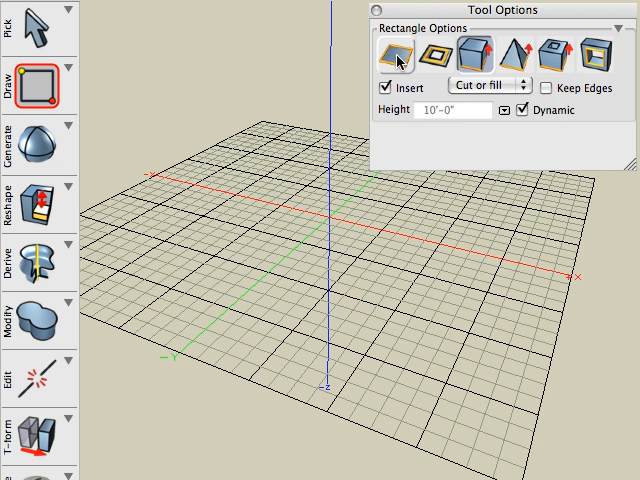 Tool Options
Rectangle Options
Insert
Cut or fill
Keep Edges
Height
10'-0"
Dynamic
Pick
Draw
Generate
Reshape
Derive
Modify
Edit
T-form
-x
+ x
-Y
-z